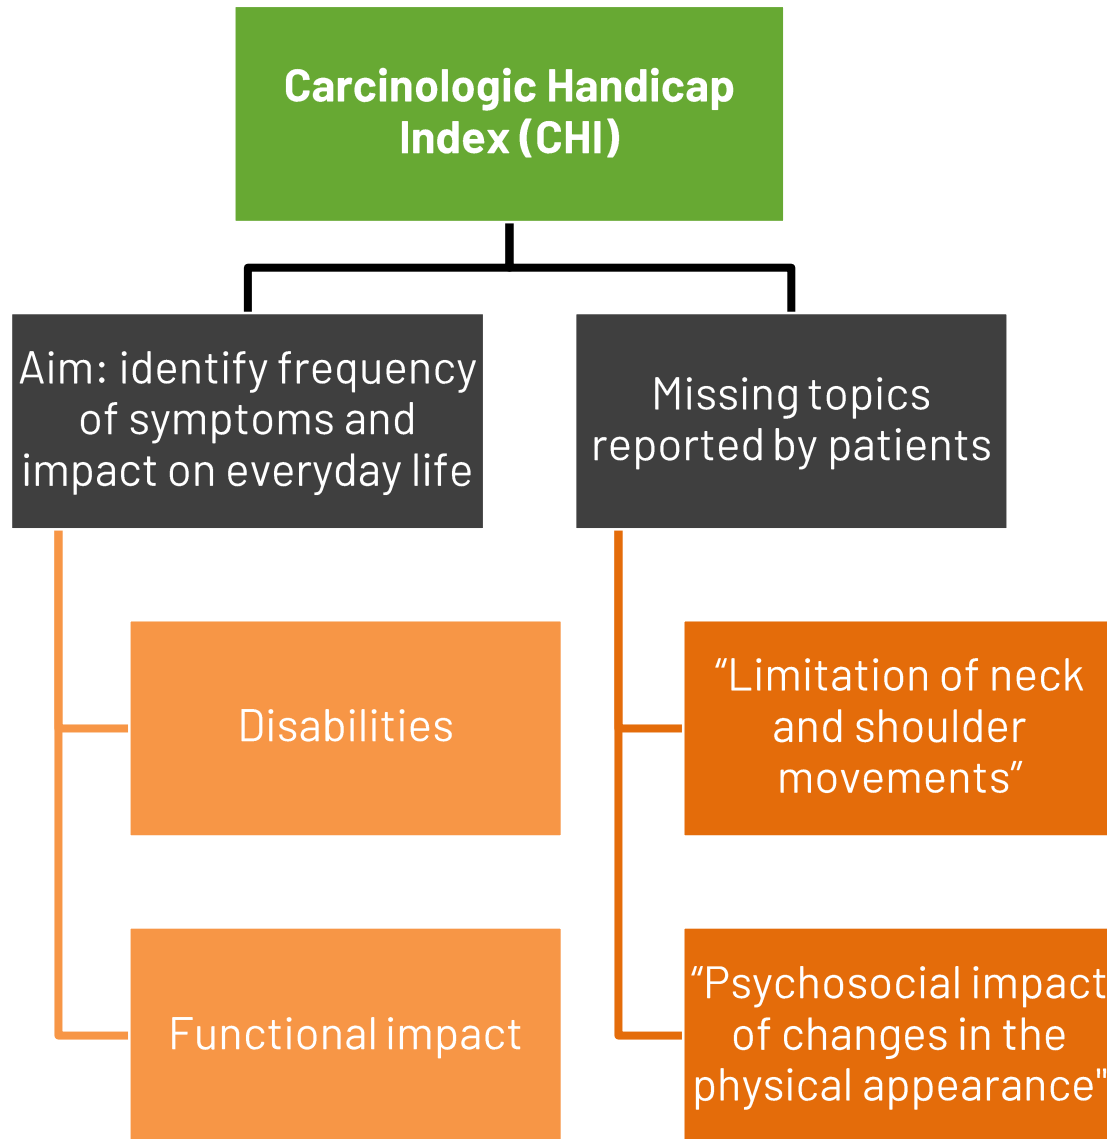 Carcinologic Handicap
Index (CHI)
Aim: identify frequency
of symptoms and
impact on everyday life
Missing topics
reported by patients
Disabilities
“Limitation of neck
and shoulder
movements”
Functional impact
“Psychosocial impact
of changes in the
physical appearance"